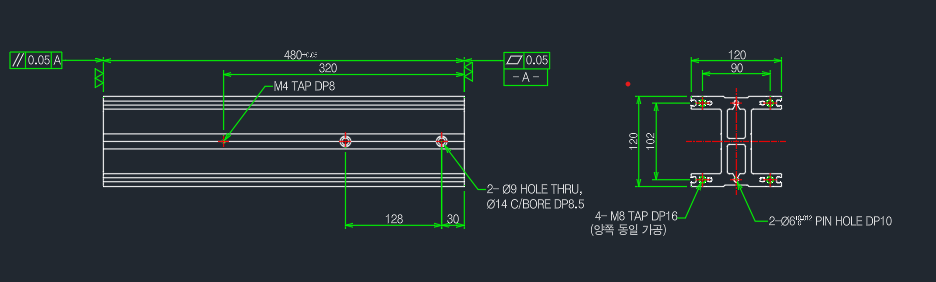 // 0.05 A
480
0.05
- A -
320
M4 TAP DP8
120
90
120
102
2- Ø9 HOLE THRU,
Ø14 C/BORE DP8.5
128
30
4- M8 TAP DP16
(양쪽 동일 가공)
2-Ø6 PIN HOLE DP10